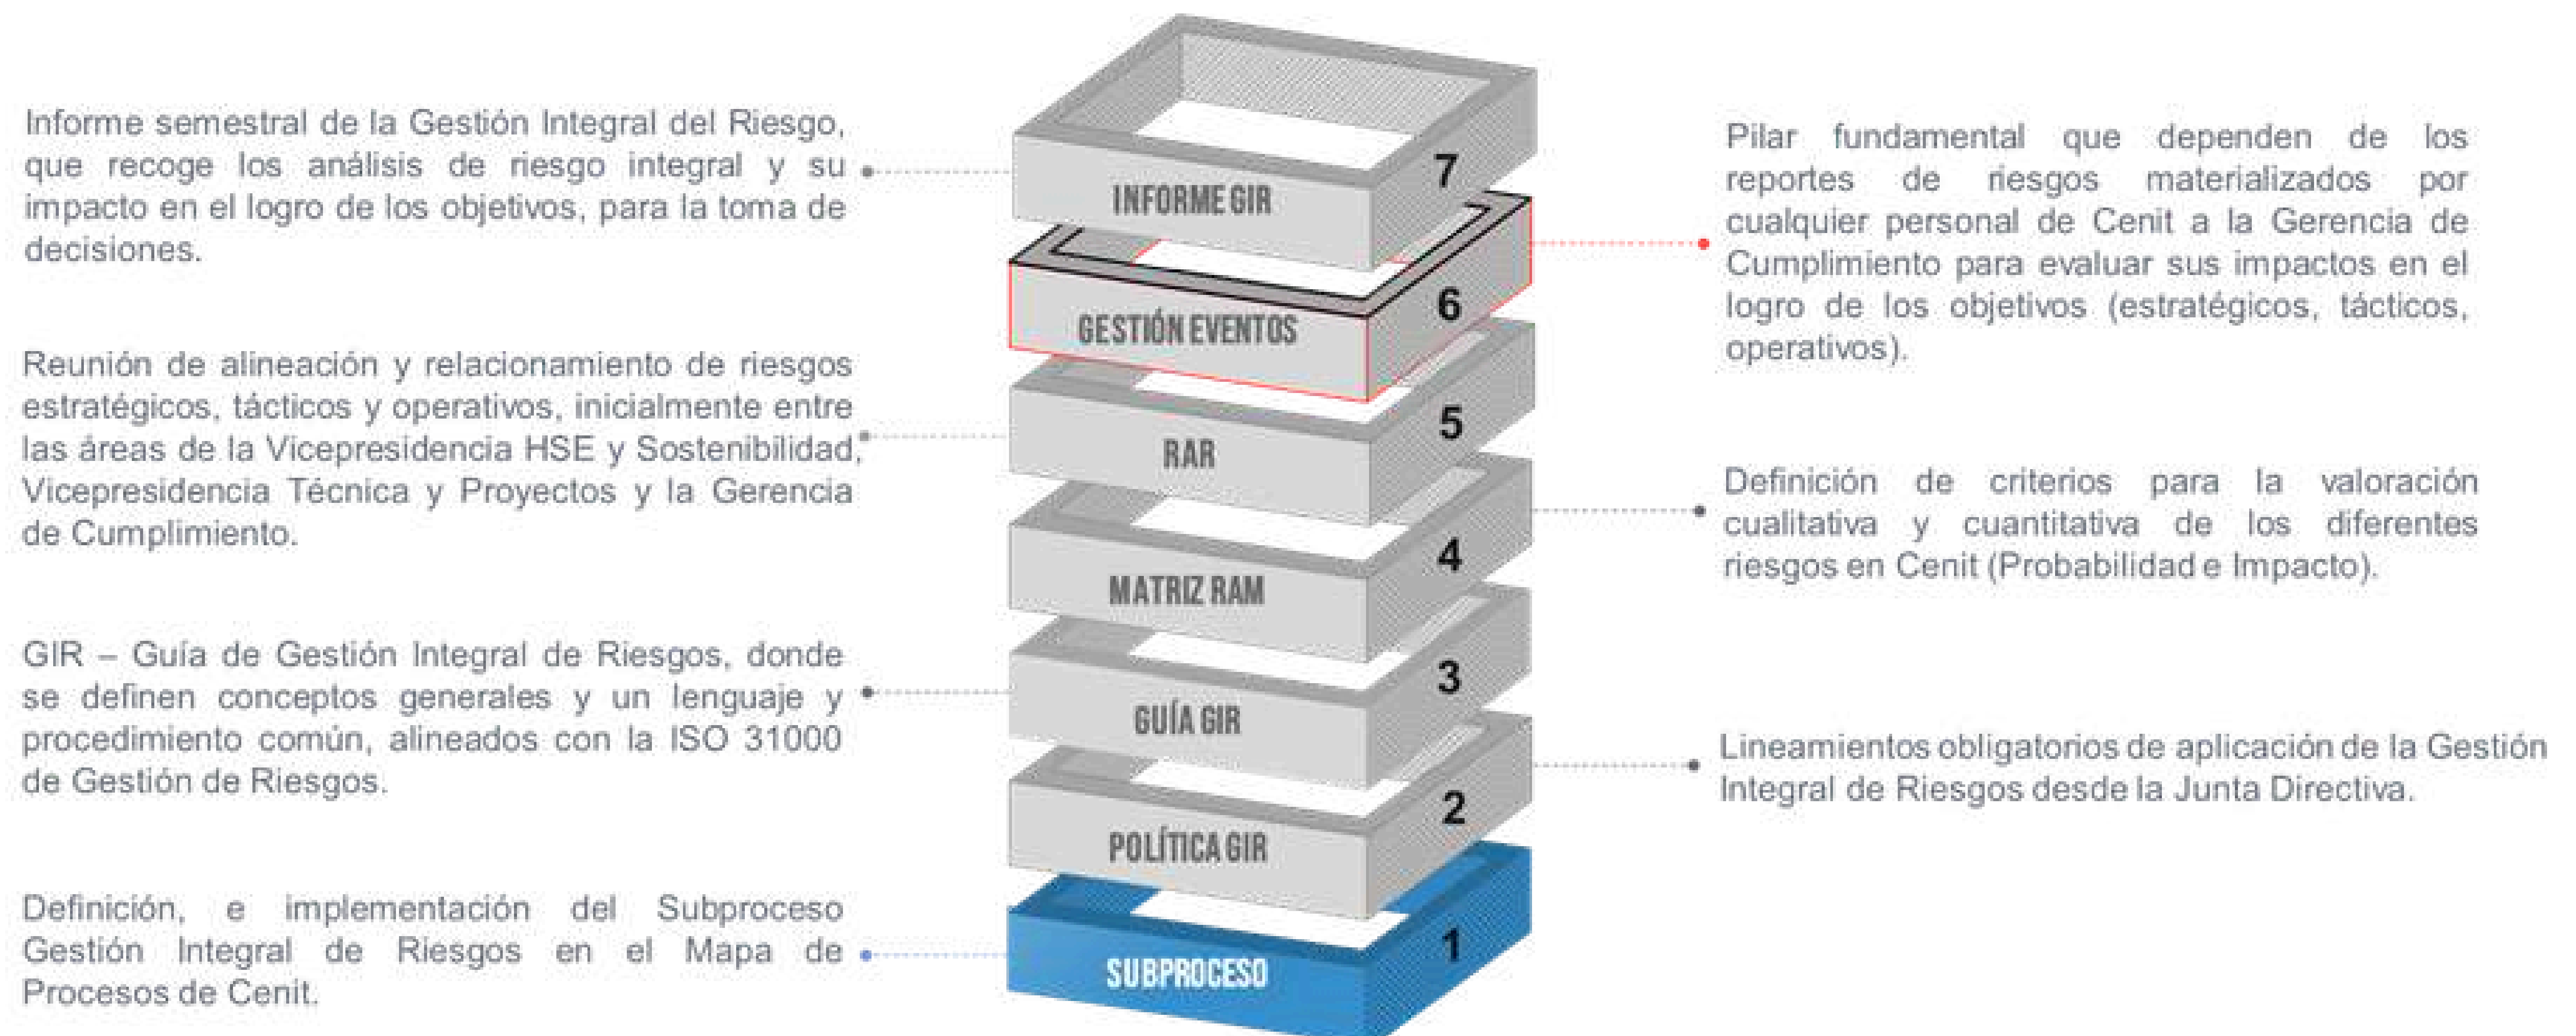 Informe semestral de la Gestión Integral del Riesgo,
que recoge los análisis de riesgo integral y su
impacto en el logro de los objetivos, para la toma de
decisiones.
Reunión de alineación y relacionamiento de riesgos
estratégicos, tácticos y operativos, inicialmente entre
las áreas de la Vicepresidencia HSE y Sostenibilidad,
Vicepresidencia Técnica y Proyectos y la Gerencia
de Cumplimiento.
GIR – Guía de Gestión Integral de Riesgos, donde
se definen conceptos generales y un lenguaje y
procedimiento común, alineados con la ISO 31000
de Gestión de Riesgos.
Definición, e implementación del Subproceso
Gestión Integral de Riesgos en el Mapa de
Procesos de Cenit.
INFORME GIR 7
GESTIÓN EVENTOS 6
RAR 5
MATRIZ RAM 4
GUÍA GIR 3
POLÍTICA GIR 2
SUBPROCESO 1
Pilar fundamental que dependen de los
reportes de riesgos materializados por
cualquier personal de Cenit a la Gerencia de
Cumplimiento para evaluar sus impactos en el
logro de los objetivos (estratégicos, tácticos,
operativos).
Definición de criterios para la valoración
cualitativa y cuantitativa de los diferentes
riesgos en Cenit (Probabilidad e Impacto).
Lineamientos obligatorios de aplicación de la Gestión
Integral de Riesgos desde la Junta Directiva.